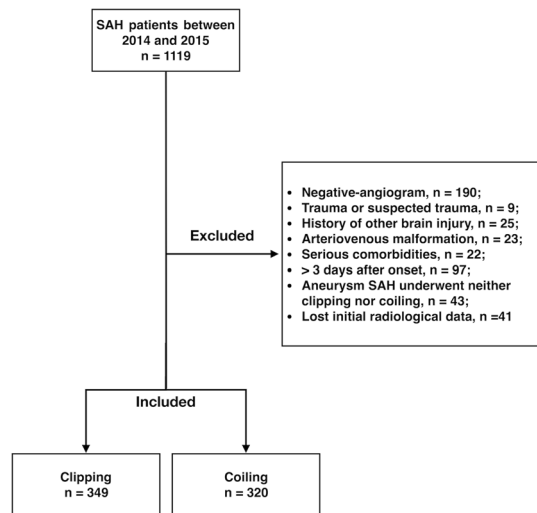 SAH patients between
2014 and 2015
n = 1119
Excluded
• Negative-angiogram, n = 190;
• Trauma or suspected trauma, n = 9;
• History of other brain injury, n = 25;
• Arteriovenous malformation, n = 23;
• Serious comorbidities, n = 22;
• > 3 days after onset, n = 97;
• Aneurysm SAH underwent neither
clipping nor coiling, n = 43;
• Lost initial radiological data, n =41
Included
Clipping
n = 349
Coiling
n = 320